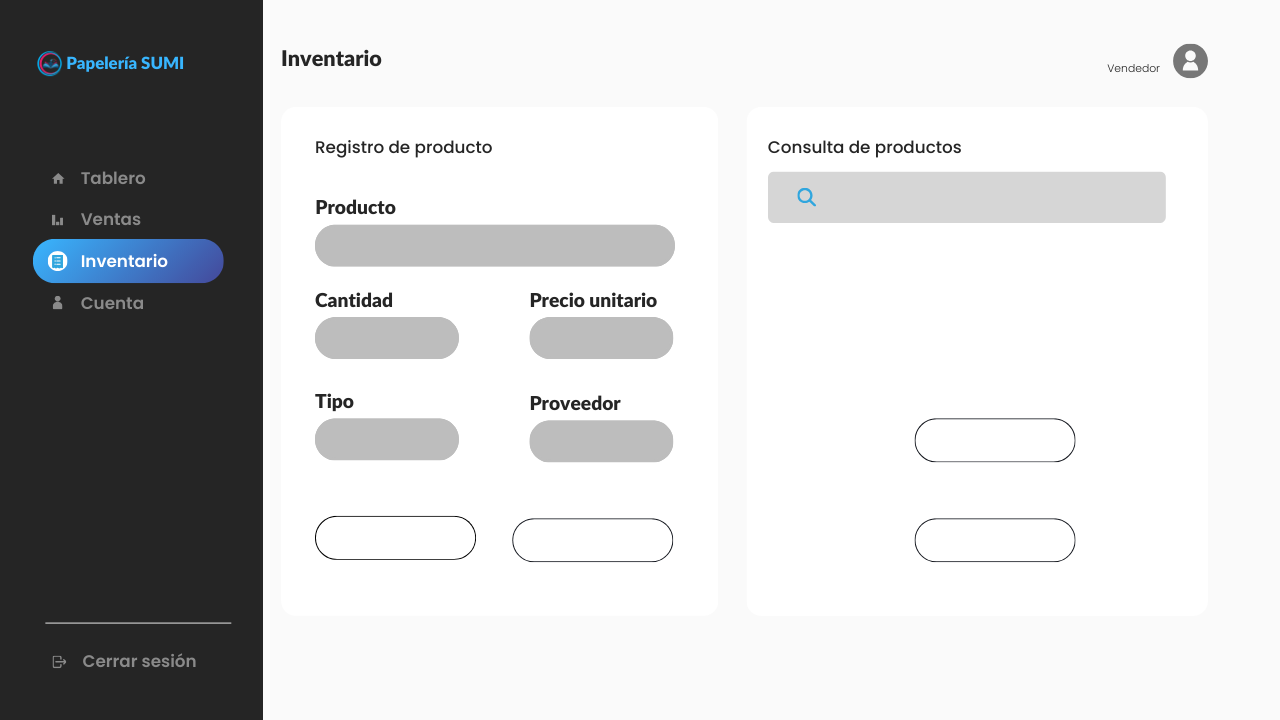 Papelería SUMI
Tablero
Ventas
Inventario
Cuenta
Cerrar sesión
Inventario
Vendedor
Registro de producto
Producto
Cantidad
Precio unitario
Tipo
Proveedor
Consulta de productos